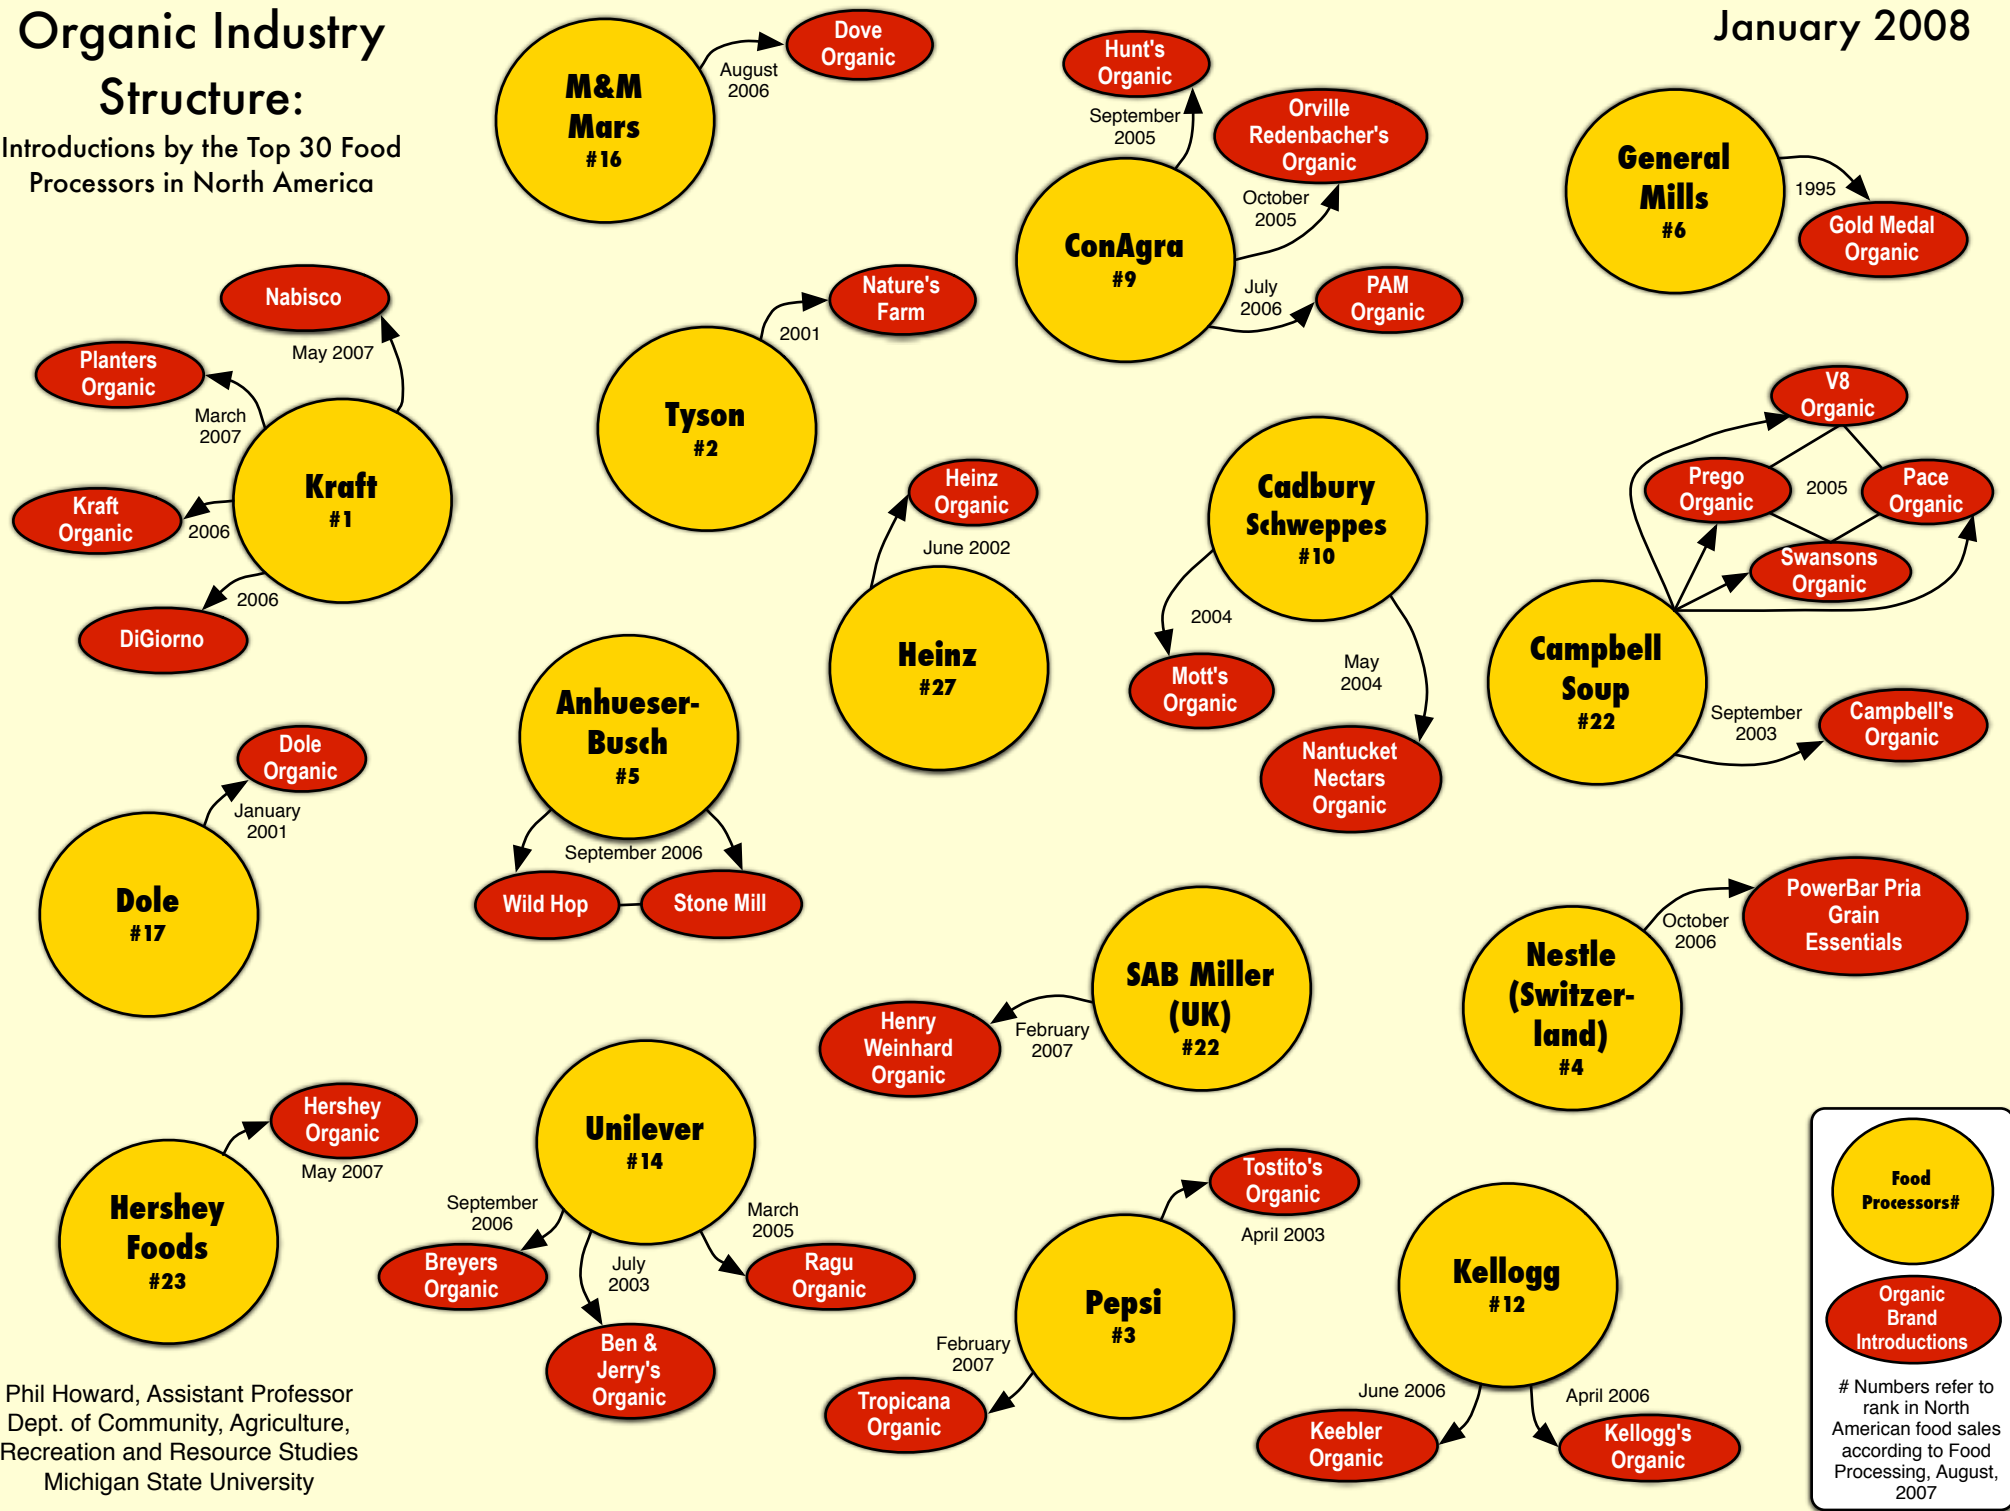 Organic Industry
Structure:
Introductions by the Top 30 Food
Processors in North America
January 2008
M&M
Mars
#16
August
2006
Dove
Organic
Hunt's
Organic
September
2005
Orville
Redenbacher's
Organic
October
2005
ConAgra
#9
July
2006
PAM
Organic
General
Mills
#6
1995
Gold Medal
Organic
Nabisco
May 2007
Planters
Organic
March
2007
Kraft
#1
Kraft
Organic
2006
2006
DiGiorno
Nature's
Farm
2001
Tyson
#2
Heinz
Organic
June 2002
Heinz
#27
Cadbury
Schweppes
#10
2004
Mott's
Organic
May
2004
Nantucket
Nectars
Organic
V8
Organic
Prego
Organic
2005
Pace
Organic
Swansons
Organic
Campbell
Soup
#22
September
2003
Campbell's
Organic
Dole
Organic
January
2001
Dole
#17
Anhueser-
Busch
#5
September 2006
Wild Hop
Stone Mill
SAB Miller
(UK)
#22
February
2007
Henry
Weinhard
Organic
PowerBar Pria
Grain
Essentials
October
2006
Nestle
(Switzer-
land)
#4
Hershey
Organic
May 2007
Hershey
Foods
#23
Unilever
#14
September
2006
Breyers
Organic
July
2003
Ben &
Jerry's
Organic
March
2005
Ragu
Organic
Tostito's
Organic
April 2003
Pepsi
#3
February
2007
Tropicana
Organic
Kellogg
#12
June 2006
Keebler
Organic
April 2006
Kellogg's
Organic
Food
Processors#
Organic
Brand
Introductions
# Numbers refer to
rank in North
American food sales
according to Food
Processing, August,
2007
Phil Howard, Assistant Professor
Dept. of Community, Agriculture,
Recreation and Resource Studies
Michigan State University